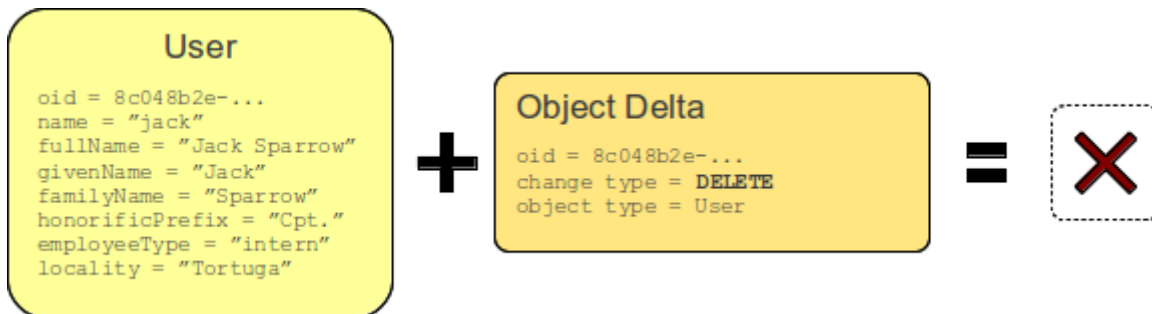 User
oid = 8c048b2e-...
name = "jack"
fullName = "Jack Sparrow"
givenName = "Jack"
familyName = "Sparrow"
honorificPrefix = "Cpt."
employeeType = "intern"
locality = "Tortuga"
+
Object Delta
oid = 8c048b2e-...
change type = DELETE
object type = User
=